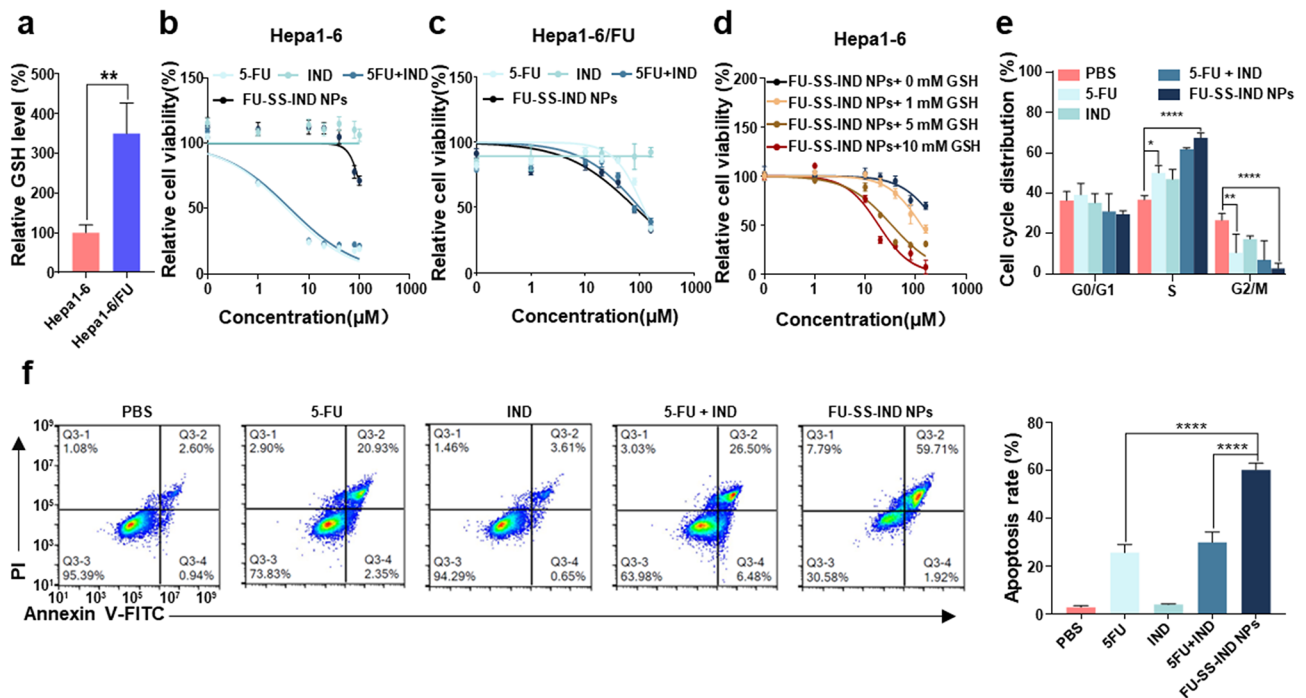 a
Relative GSH level (%)
500
400
300
200
100
0
**
Hepa1-6
Hepa1-6/FU
b
Hepa1-6
5-FU
IND
5FU+IND
FU-SS-IND NPs
Relative cell viability(%)
150
100
50
0
0
1
10
100
1000
Concentration(μM)
c
Hepa1-6/FU
5-FU
IND
5FU+IND
FU-SS-IND NPs
Relative cell viability(%)
150
100
50
0
0
1
10
100
1000
Concentration(μM)
d
Hepa1-6
FU-SS-IND NPs+ 0 mM GSH
FU-SS-IND NPs+ 1 mM GSH
FU-SS-IND NPs+ 5 mM GSH
FU-SS-IND NPs+10 mM GSH
Relative cell viability (%)
200
150
100
50
0
0
1
10
100
1000
Concentration(μM)
e
Cell cycle distribution (%)
100
80
60
40
20
0
PBS
5-FU
IND
5-FU + IND
FU-SS-IND NPs
****
*
****
**
G0/G1
S
G2/M
f
PBS
5-FU
IND
5-FU + IND
FU-SS-IND NPs
PI
10⁹
10⁷
10⁵
10³
10¹
Q3-1
1.08%
Q3-2
2.60%
Q3-3
95.39%
Q3-4
0.94%
Q3-1
2.90%
Q3-2
20.93%
Q3-3
73.83%
Q3-4
2.35%
Q3-1
1.46%
Q3-2
3.61%
Q3-3
94.29%
Q3-4
0.65%
Q3-1
3.03%
Q3-2
26.50%
Q3-3
63.98%
Q3-4
6.48%
Q3-1
7.79%
Q3-2
59.71%
Q3-3
30.58%
Q3-4
1.92%
10¹
10³
10⁵
10⁷
10⁹
Annexin V-FITC
Apoptosis rate (%)
80
60
40
20
0
****
****
PBS
5FU
IND
5FU+IND
FU-SS-IND NPs